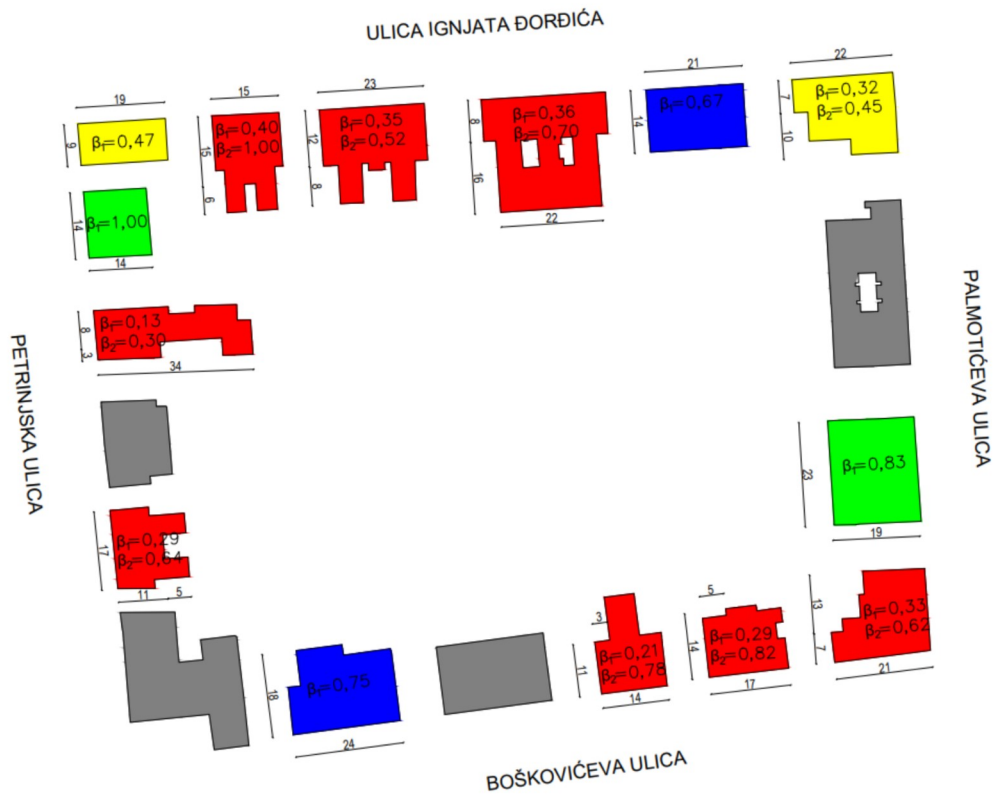 ULICA IGNJATA ĐORĐIĆA
19
15
23
21
22
9
β₁=0,47
15
6
β₁=0,40
β₂=1,00
12
8
β₁=0,35
β₂=0,52
8
16
β₁=0,36
β₂=0,70
22
14
β₁=0,67
7
10
β₁=0,32
β₂=0,45
14
β₁=1,00
14
8
3
β₁=0,13
β₂=0,30
34
PETRINJSKA ULICA
PALMOTIĆEVA ULICA
23
β₁=0,83
19
17
β₁=0,29
β₂=0,64
11
5
18
β₁=0,75
24
3
11
β₁=0,21
β₂=0,78
14
5
14
β₁=0,29
β₂=0,82
17
13
7
β₁=0,33
β₂=0,62
21
BOŠKOVIĆEVA ULICA